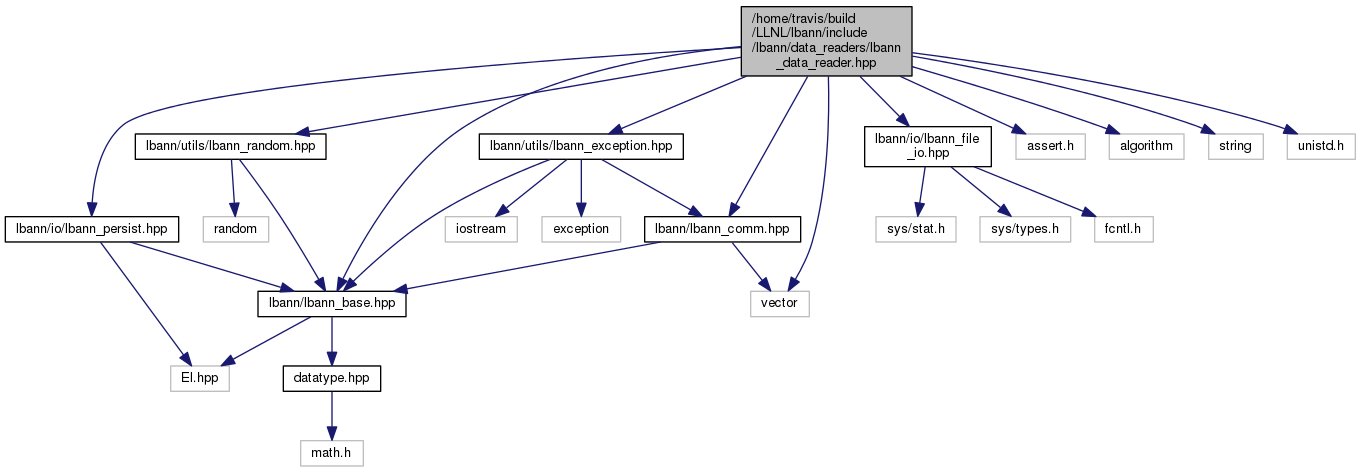 /home/travis/build
/LLNL/lbann/include
/lbann/data_readers/lbann
_data_reader.hpp
lbann/utils/lbann_random.hpp
lbann/utils/lbann_exception.hpp
lbann/io/lbann_file
_io.hpp
assert.h
algorithm
string
unistd.h
lbann/io/lbann_persist.hpp
random
iostream
exception
lbann/lbann_comm.hpp
sys/stat.h
sys/types.h
fcntl.h
lbann/lbann_base.hpp
vector
El.hpp
datatype.hpp
math.h